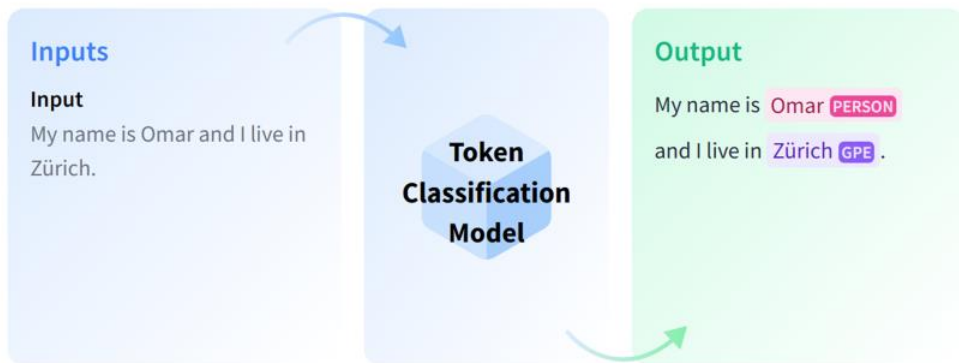 Inputs
Input
My name is Omar and I live in
Zürich.
Token
Classification
Model
Output
My name is Omar PERSON
and I live in Zürich GPE .